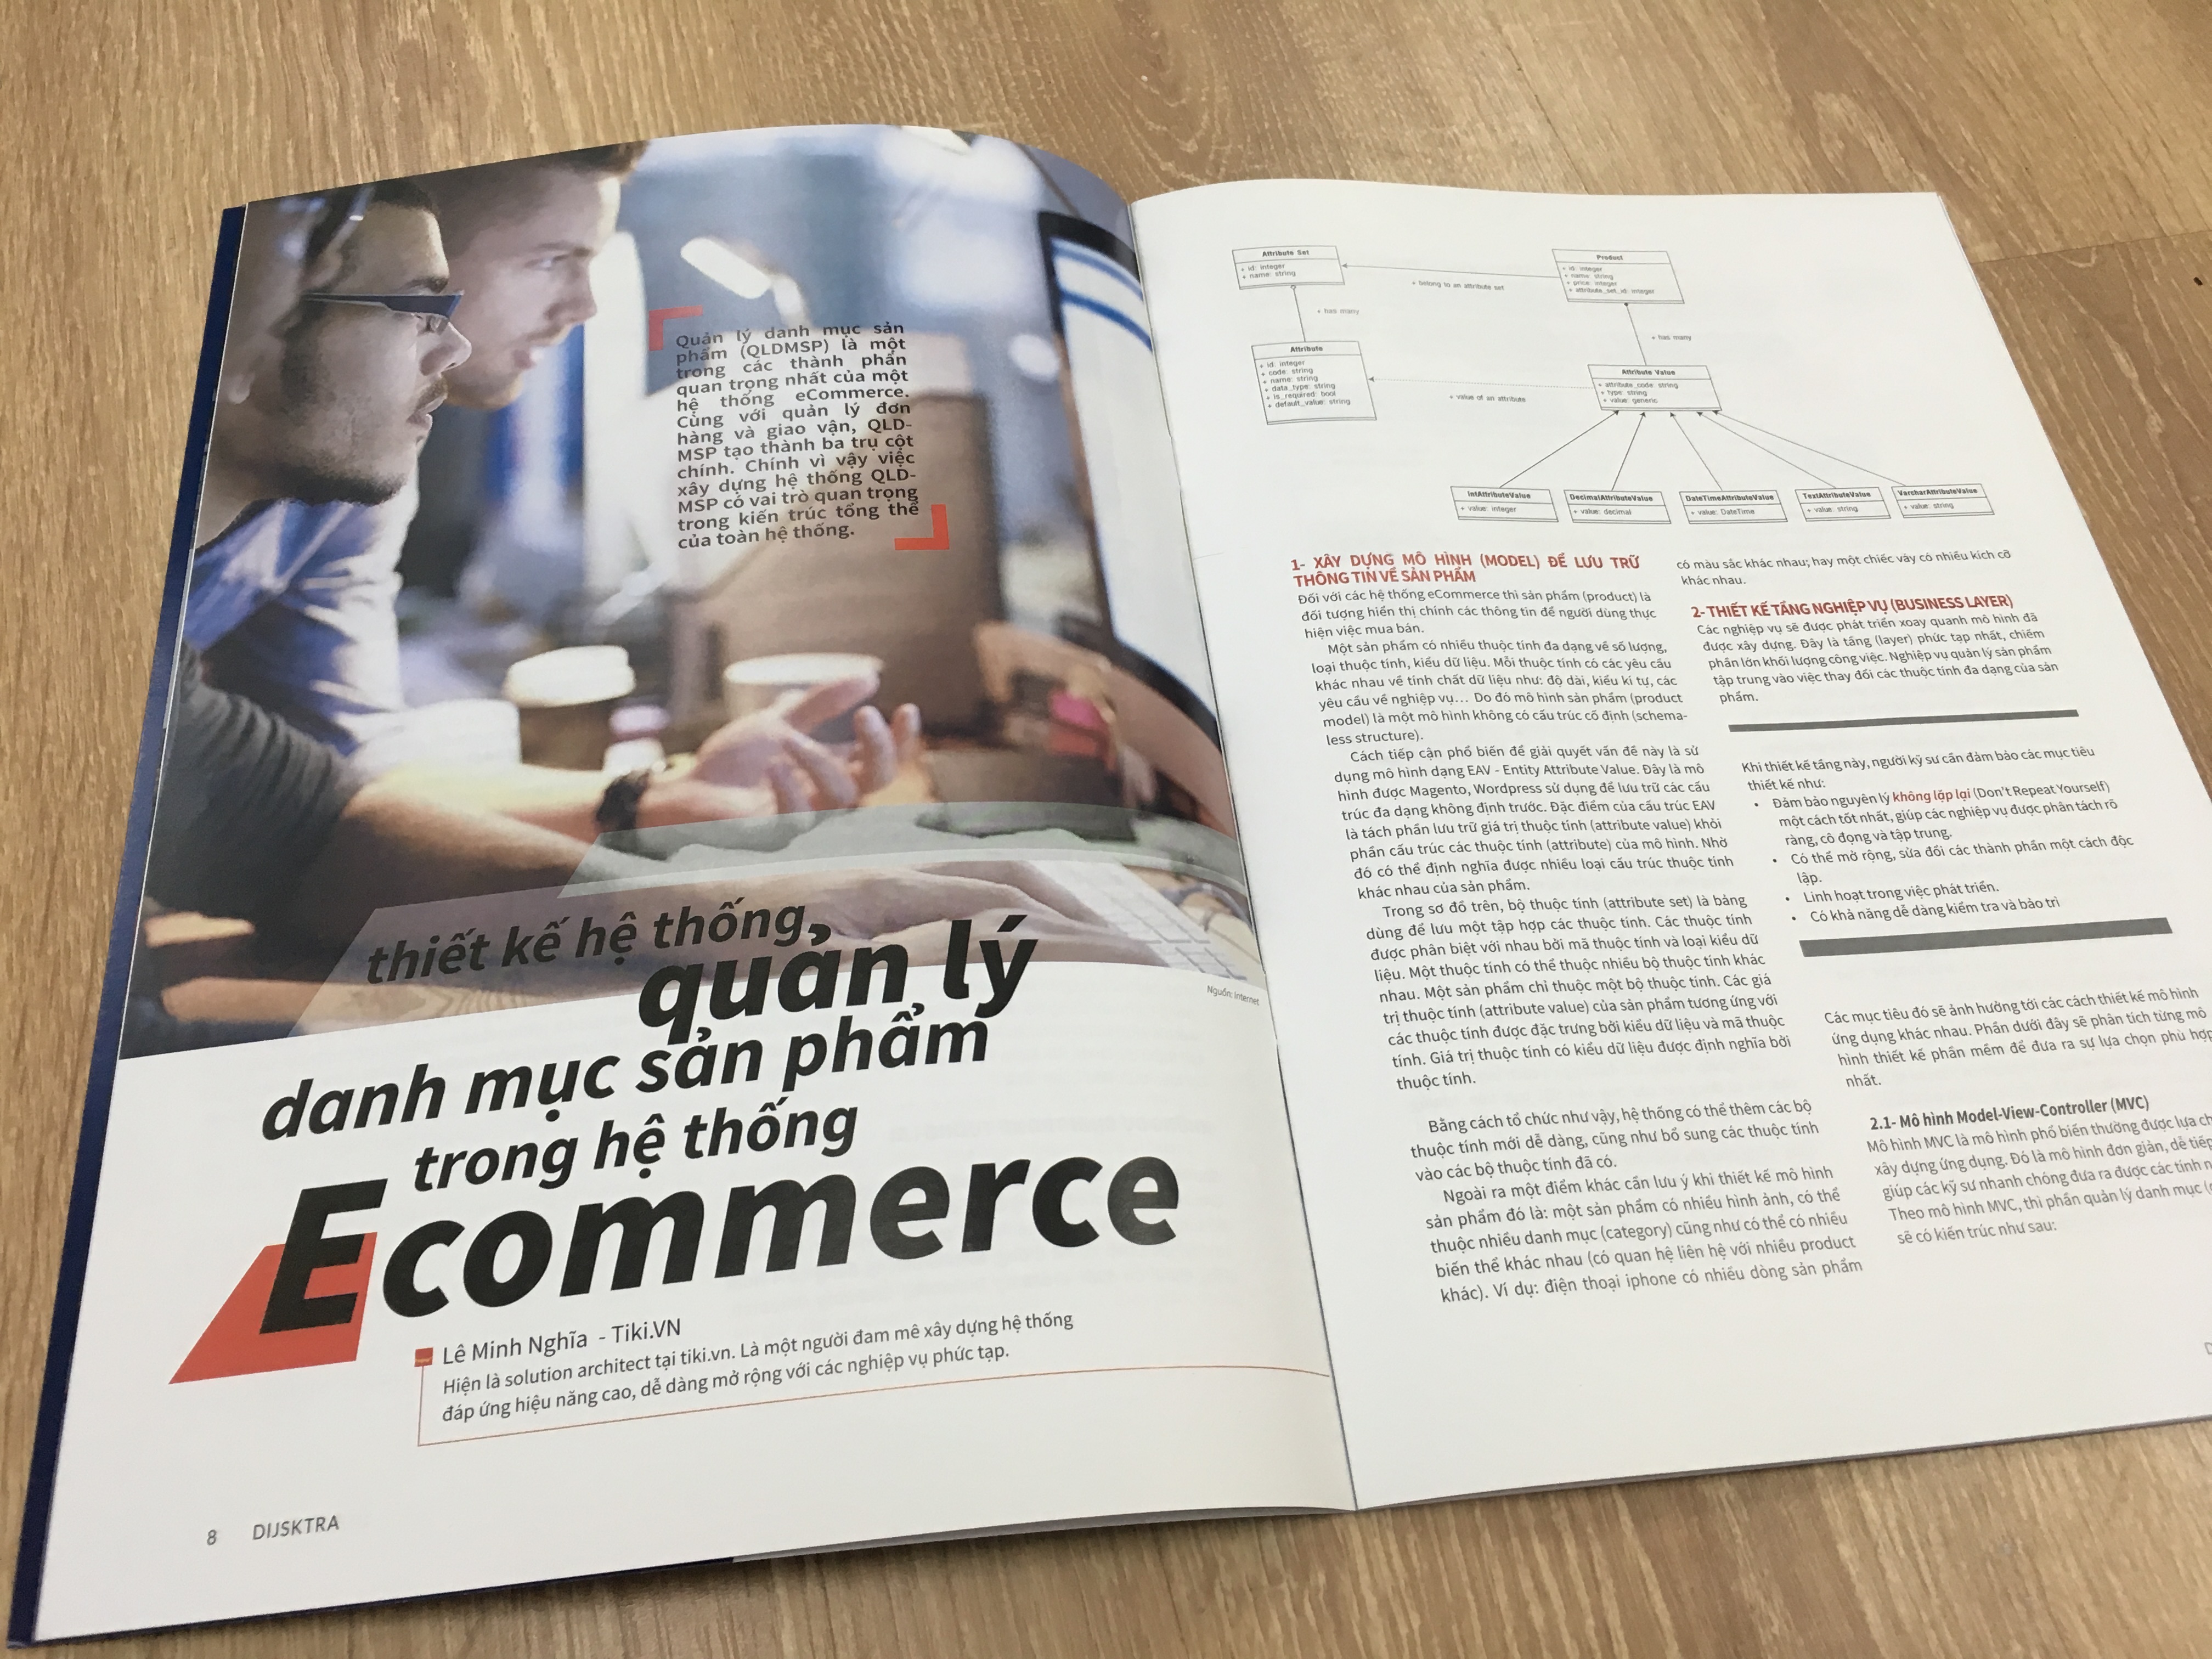 Quản lý danh mục sản
phẩm (QLDMSP) là một
trong các thành phần
quan trọng nhất của một
hệ thống eCommerce.
Cùng với quản lý đơn
hàng và giao vận, QLD-
MSP tạo thành ba trụ cột
chính. Chính vì vậy việc
xây dựng hệ thống QLD-
MSP có vai trò quan trọng
trong kiến trúc tổng thể
của toàn hệ thống.
thiết kế hệ thống,
quản lý
danh mục sản phẩm
trong hệ thống
Ecommerce
Nguồn: Internet
Lê Minh Nghĩa - Tiki.VN
Hiện là solution architect tại tiki.vn. Là một người đam mê xây dựng hệ thống
đáp ứng hiệu năng cao, dễ dàng mở rộng với các nghiệp vụ phức tạp.
8 DIJSKTRA
Attribute Set
+ id: integer
+ name: string
+ belong to an attribute set
Product
+ id: integer
+ name: string
+ price: integer
+ attribute_set_id: integer
+ has many
+ has many
Attribute
+ id: integer
+ code: string
+ name: string
+ data_type: string
+ is_required: bool
+ default_value: string
+ value of an attribute
Attribute Value
+ attribute_code: string
+ type: string
+ value: generic
IntAttributeValue
+ value: integer
DecimalAttributeValue
+ value: decimal
DateTimeAttributeValue
+ value: DateTime
TextAttributeValue
+ value: string
VarcharAttributeValue
+ value: string
1- XÂY DỰNG MÔ HÌNH (MODEL) ĐỂ LƯU TRỮ
THÔNG TIN VỀ SẢN PHẨM
Đối với các hệ thống eCommerce thì sản phẩm (product) là
đối tượng hiển thị chính các thông tin để người dùng thực
hiện việc mua bán.
Một sản phẩm có nhiều thuộc tính đa dạng về số lượng,
loại thuộc tính, kiểu dữ liệu. Mỗi thuộc tính có các yêu cầu
khác nhau về tính chất dữ liệu như: độ dài, kiểu kí tự, các
yêu cầu về nghiệp vụ... Do đó mô hình sản phẩm (product
model) là một mô hình không có cấu trúc cố định (schema-
less structure).
Cách tiếp cận phổ biến để giải quyết vấn đề này là sử
dụng mô hình dạng EAV - Entity Attribute Value. Đây là mô
hình được Magento, Wordpress sử dụng để lưu trữ các cấu
trúc đa dạng không định trước. Đặc điểm của cấu trúc EAV
là tách phần lưu trữ giá trị thuộc tính (attribute value) khỏi
phần cấu trúc các thuộc tính (attribute) của mô hình. Nhờ
đó có thể định nghĩa được nhiều loại cấu trúc thuộc tính
khác nhau của sản phẩm.
Trong sơ đồ trên, bộ thuộc tính (attribute set) là bảng
dùng để lưu một tập hợp các thuộc tính. Các thuộc tính
được phân biệt với nhau bởi mã thuộc tính và loại kiểu dữ
liệu. Một thuộc tính có thể thuộc nhiều bộ thuộc tính khác
nhau. Một sản phẩm chỉ thuộc một bộ thuộc tính. Các giá
trị thuộc tính (attribute value) của sản phẩm tương ứng với
các thuộc tính được đặc trưng bởi kiểu dữ liệu và mã thuộc
tính. Giá trị thuộc tính có kiểu dữ liệu được định nghĩa bởi
thuộc tính.
Bằng cách tổ chức như vậy, hệ thống có thể thêm các bộ
thuộc tính mới dễ dàng, cũng như bổ sung các thuộc tính
vào các bộ thuộc tính đã có.
Ngoài ra một điểm khác cần lưu ý khi thiết kế mô hình
sản phẩm đó là: một sản phẩm có nhiều hình ảnh, có thể
thuộc nhiều danh mục (category) cũng như có thể có nhiều
biến thể khác nhau (có quan hệ liên hệ với nhiều product
khác). Ví dụ: điện thoại iphone có nhiều dòng sản phẩm
có màu sắc khác nhau; hay một chiếc váy có nhiều kích cỡ
khác nhau.
2- THIẾT KẾ TẦNG NGHIỆP VỤ (BUSINESS LAYER)
Các nghiệp vụ sẽ được phát triển xoay quanh mô hình đã
được xây dựng. Đây là tầng (layer) phức tạp nhất, chiếm
phần lớn khối lượng công việc. Nghiệp vụ quản lý sản phẩm
tập trung vào việc thay đổi các thuộc tính đa dạng của sản
phẩm.
Khi thiết kế tầng này, người kỹ sư cần đảm bảo các mục tiêu
thiết kế như:
• Đảm bảo nguyên lý không lặp lại (Don't Repeat Yourself)
một cách tốt nhất, giúp các nghiệp vụ được phân tách rõ
ràng, cô đọng và tập trung.
• Có thể mở rộng, sửa đổi các thành phần một cách độc
lập.
• Linh hoạt trong việc phát triển.
• Có khả năng dễ dàng kiểm tra và bảo trì
Các mục tiêu đó sẽ ảnh hưởng tới các cách thiết kế mô hình
ứng dụng khác nhau. Phần dưới đây sẽ phân tích từng mô
hình thiết kế phần mềm để đưa ra sự lựa chọn phù hợp
nhất.
2.1- Mô hình Model-View-Controller (MVC)
Mô hình MVC là mô hình phổ biến thường được lựa
xây dựng ứng dụng. Đó là mô hình đơn giản, dễ tiếp
giúp các kỹ sư nhanh chóng đưa ra được các tính
Theo mô hình MVC, thì phần quản lý danh mục
sẽ có kiến trúc như sau: